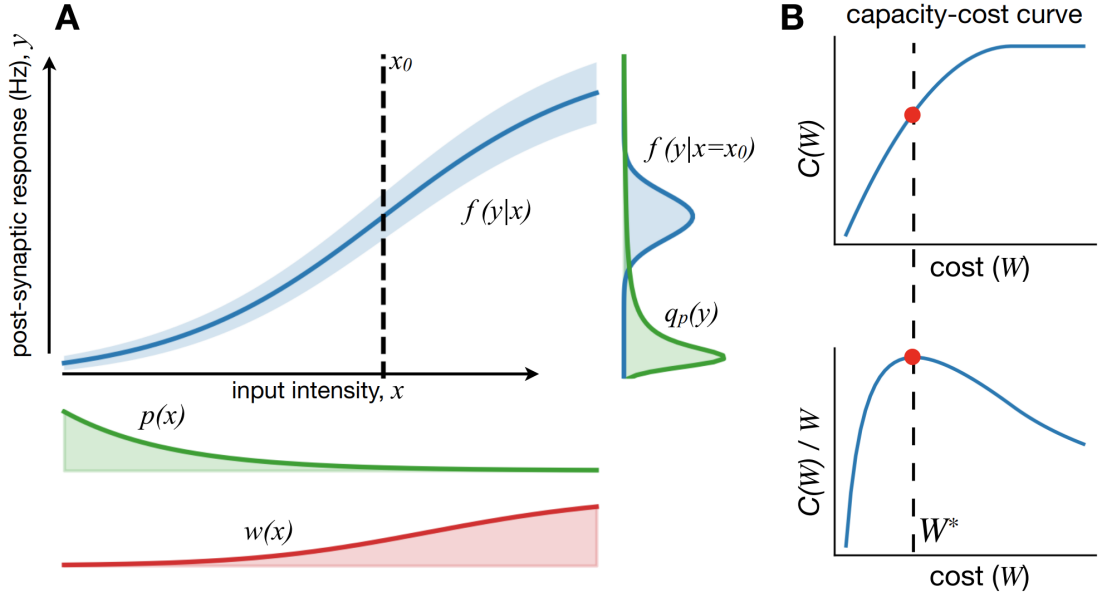 A
post-synaptic response (Hz), y
x₀
f (y|x)
input intensity, x
f (y|x=x₀)
qₚ(y)
p(x)
w(x)
B
capacity-cost curve
C(W)
cost (W)
C(W) / W
W*
cost (W)